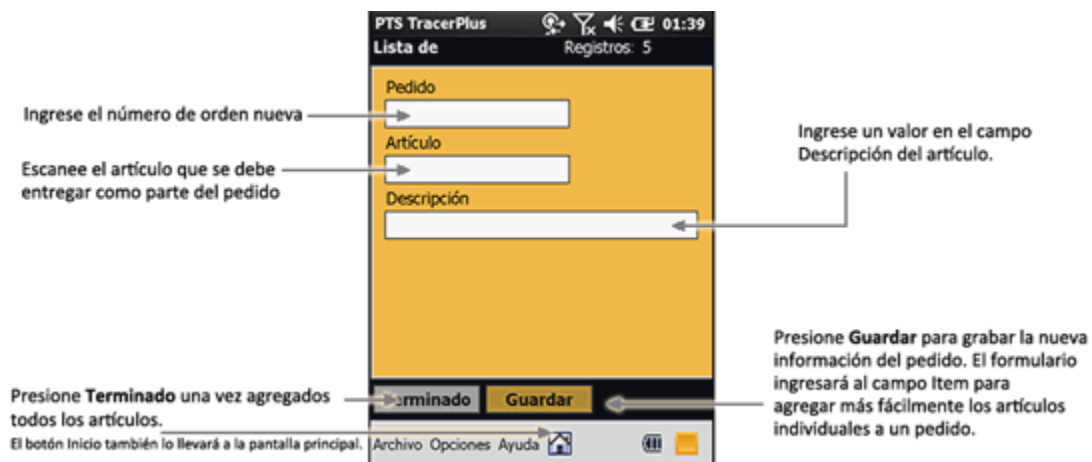 PTS TracerPlus 01:39
Lista de Registros: 5
Pedido
Ingrese el número de orden nueva
Artículo
Escanee el artículo que se debe
entregar como parte del pedido
Descripción
Ingrese un valor en el campo
Descripción del artículo.
Presione Guardar para grabar la nueva
información del pedido. El formulario
ingresará al campo Item para
agregar más fácilmente los artículos
individuales a un pedido.
Presione Terminado una vez agregados
todos los artículos.
El botón Inicio también lo llevará a la pantalla principal.
Terminado Guardar
Archivo Opciones Ayuda